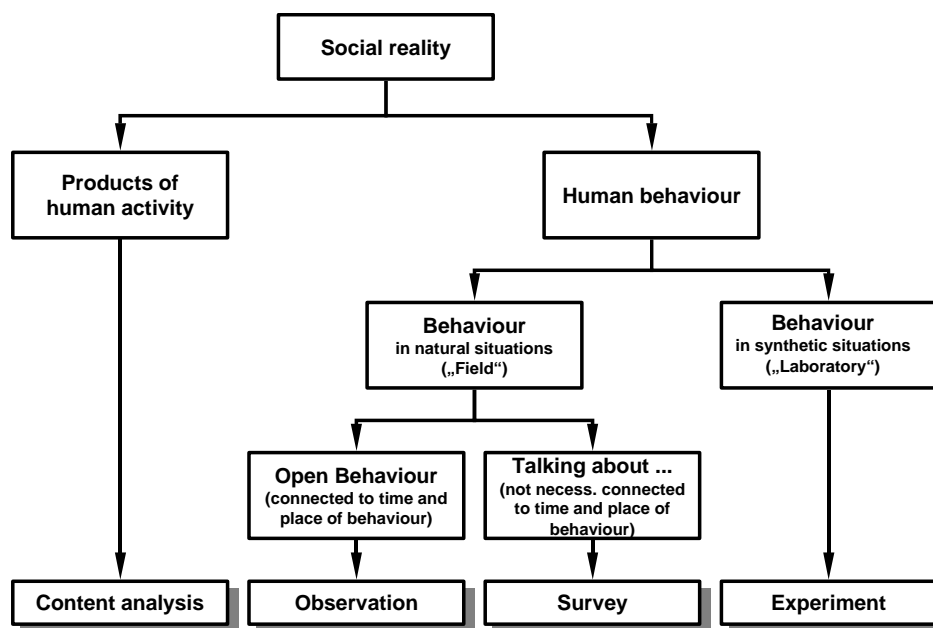 Social reality
Products of
human activity
Human behaviour
Behaviour
in natural situations
(„Field“)
Behaviour
in synthetic situations
(„Laboratory“)
Open Behaviour
(connected to time and
place of behaviour)
Talking about ...
(not necess. connected
to time and place of
behaviour)
Content analysis
Observation
Survey
Experiment